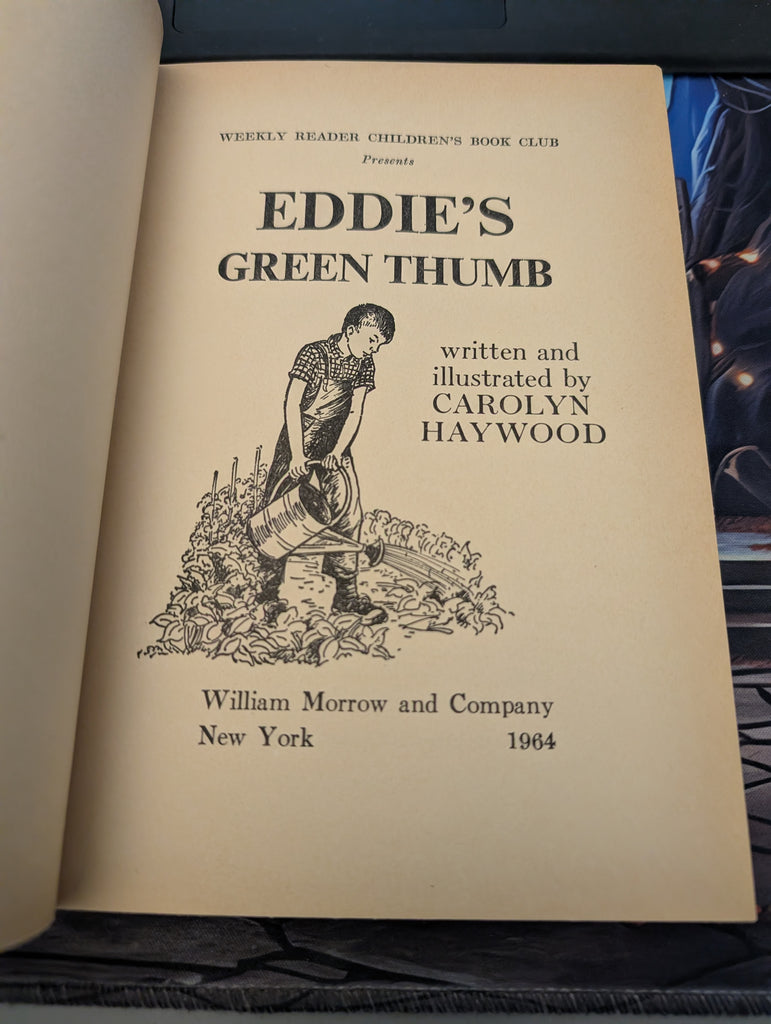 WEEKLY READER CHILDREN'S BOOK CLUB
Presents
EDDIE'S
GREEN THUMB
written and
illustrated by
CAROLYN
HAYWOOD
William Morrow and Company
New York 1964